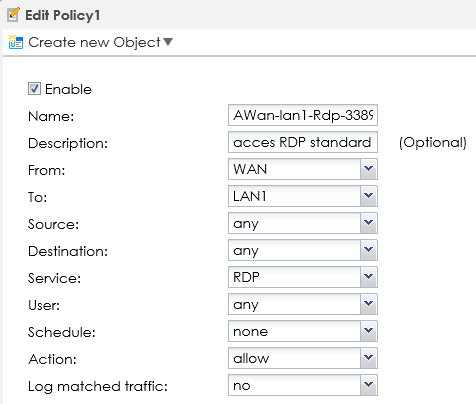 Edit Policy1
Create new Object
Enable
Name: AWan-lan1-Rdp-3389
Description: acces RDP standard (Optional)
From: WAN
To: LAN1
Source: any
Destination: any
Service: RDP
User: any
Schedule: none
Action: allow
Log matched traffic: no